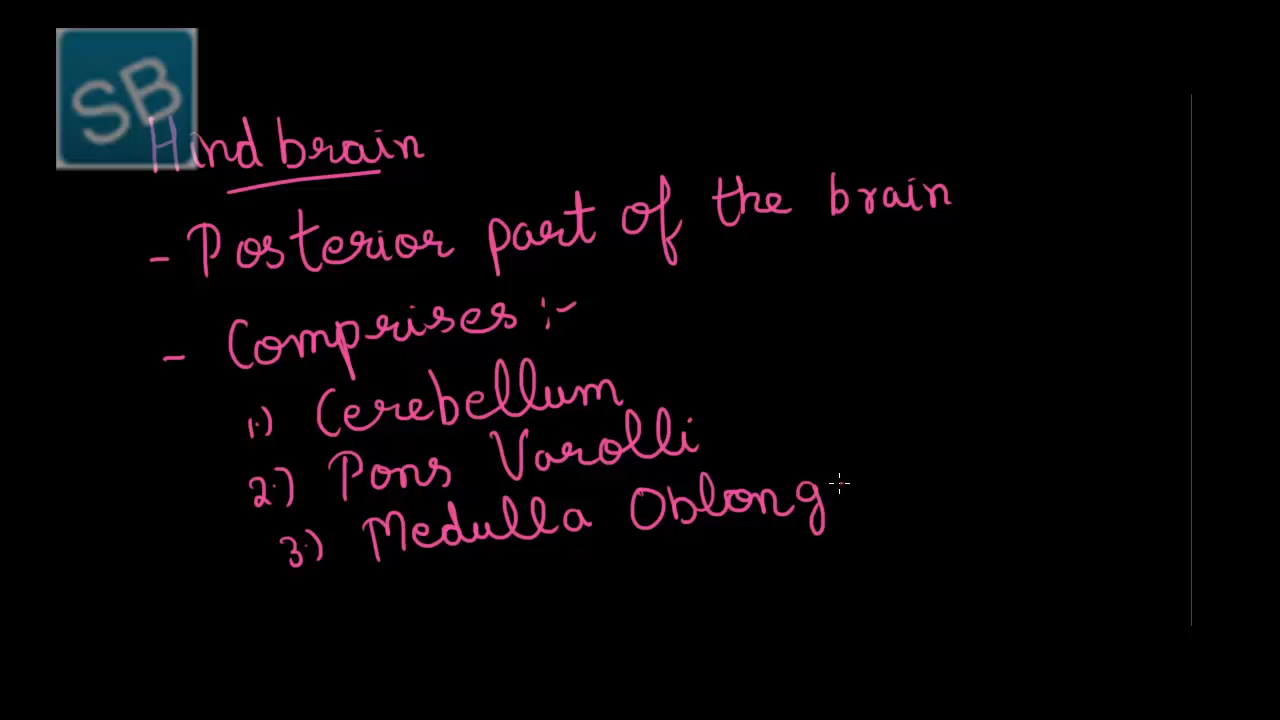 SB
Hind brain
- Posterior part of the brain
- Comprises :-
1.) Cerebellum
2.) Pons Varolli
3.) Medulla Oblong